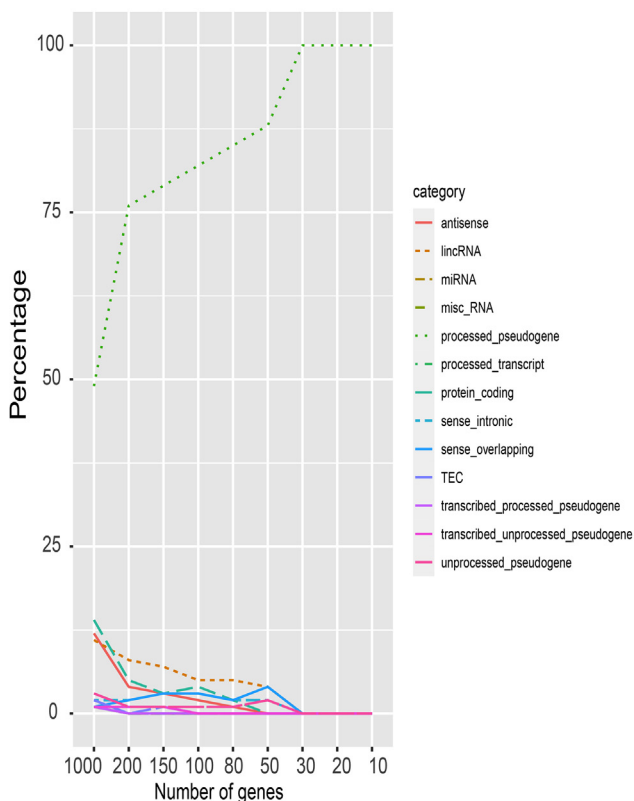 100
75
50
25
0
Percentage
1000 200 150 100 80 50 30 20 10
Number of genes
category
antisense
lincRNA
miRNA
misc_RNA
processed_pseudogene
processed_transcript
protein_coding
sense_intronic
sense_overlapping
TEC
transcribed_processed_pseudogene
transcribed_unprocessed_pseudogene
unprocessed_pseudogene